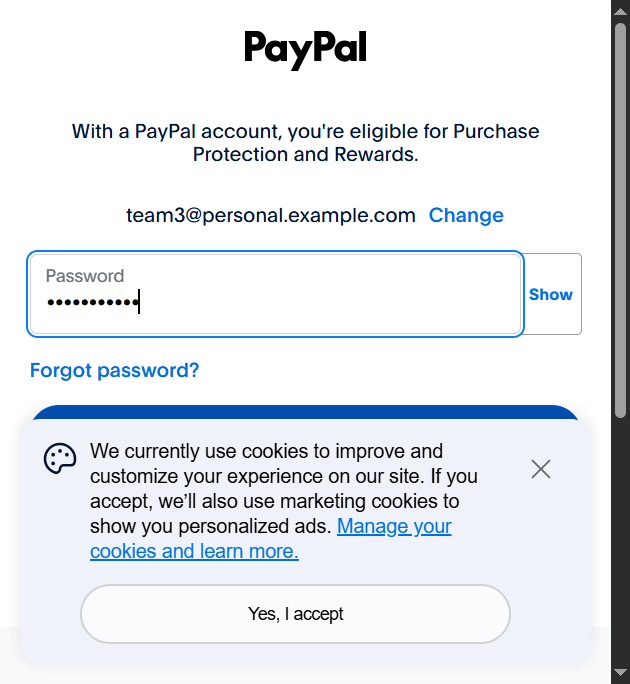 PayPal
With a PayPal account, you're eligible for Purchase
Protection and Rewards.
team3@personal.example.com Change
Password
•••••••••••
Show
Forgot password?
We currently use cookies to improve and
customize your experience on our site. If you
accept, we’ll also use marketing cookies to
show you personalized ads. Manage your
cookies and learn more.
Yes, I accept